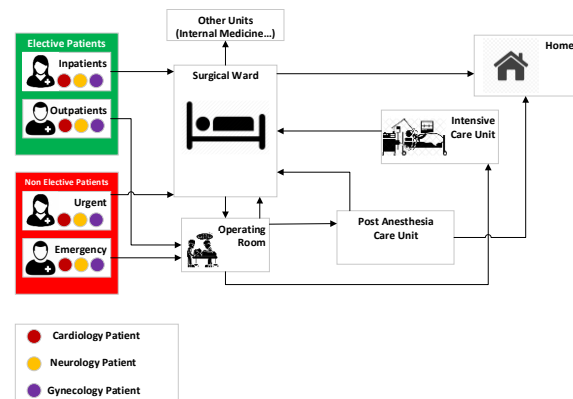 Other Units
(Internal Medicine...)
Elective Patients
Inpatients
Outpatients
Surgical Ward
Home
Intensive
Care Unit
Non Elective Patients
Urgent
Emergency
Operating
Room
Post Anesthesia
Care Unit
Cardiology Patient
Neurology Patient
Gynecology Patient